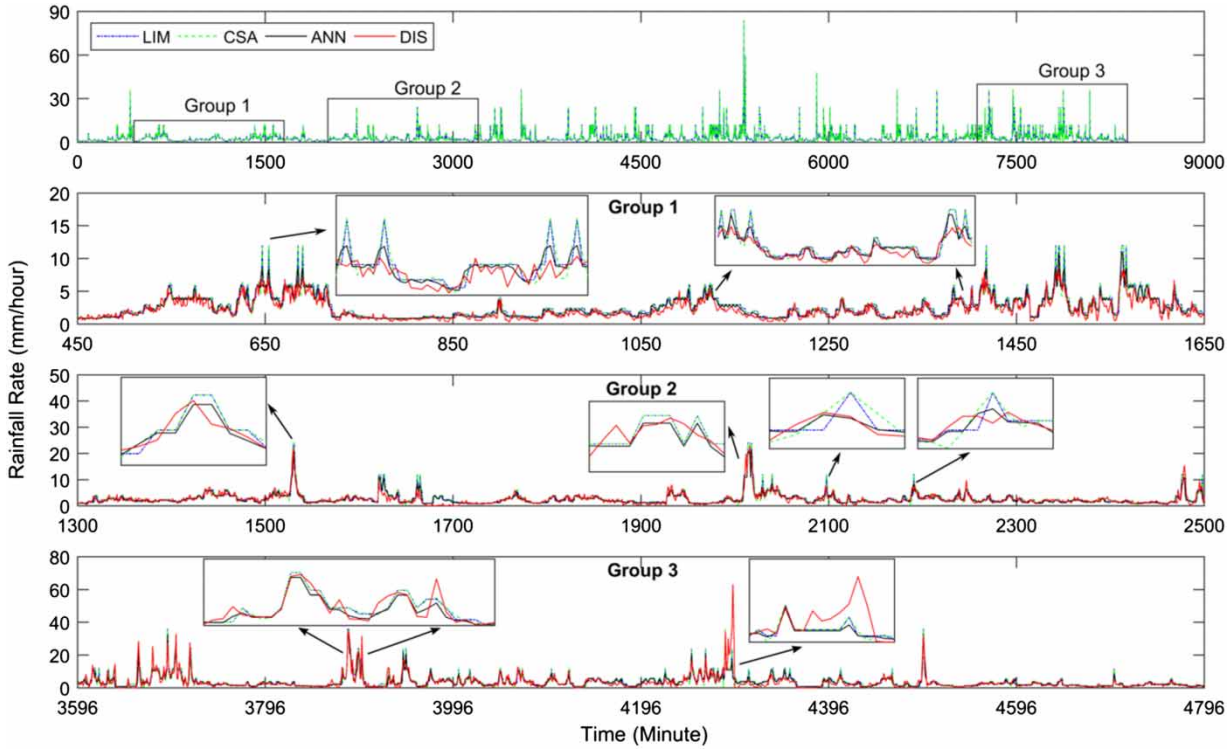 90
60
30
0
LIM CSA ANN DIS
Group 1
Group 2
Group 3
0 1500 3000 4500 6000 7500 9000
20
15
10
5
0
Group 1
450 650 850 1050 1250 1450 1650
50
40
30
20
10
0
Group 2
1300 1500 1700 1900 2100 2300 2500
80
60
40
20
0
Group 3
3596 3796 3996 4196 4396 4596 4796
Rainfall Rate (mm/hour)
Time (Minute)